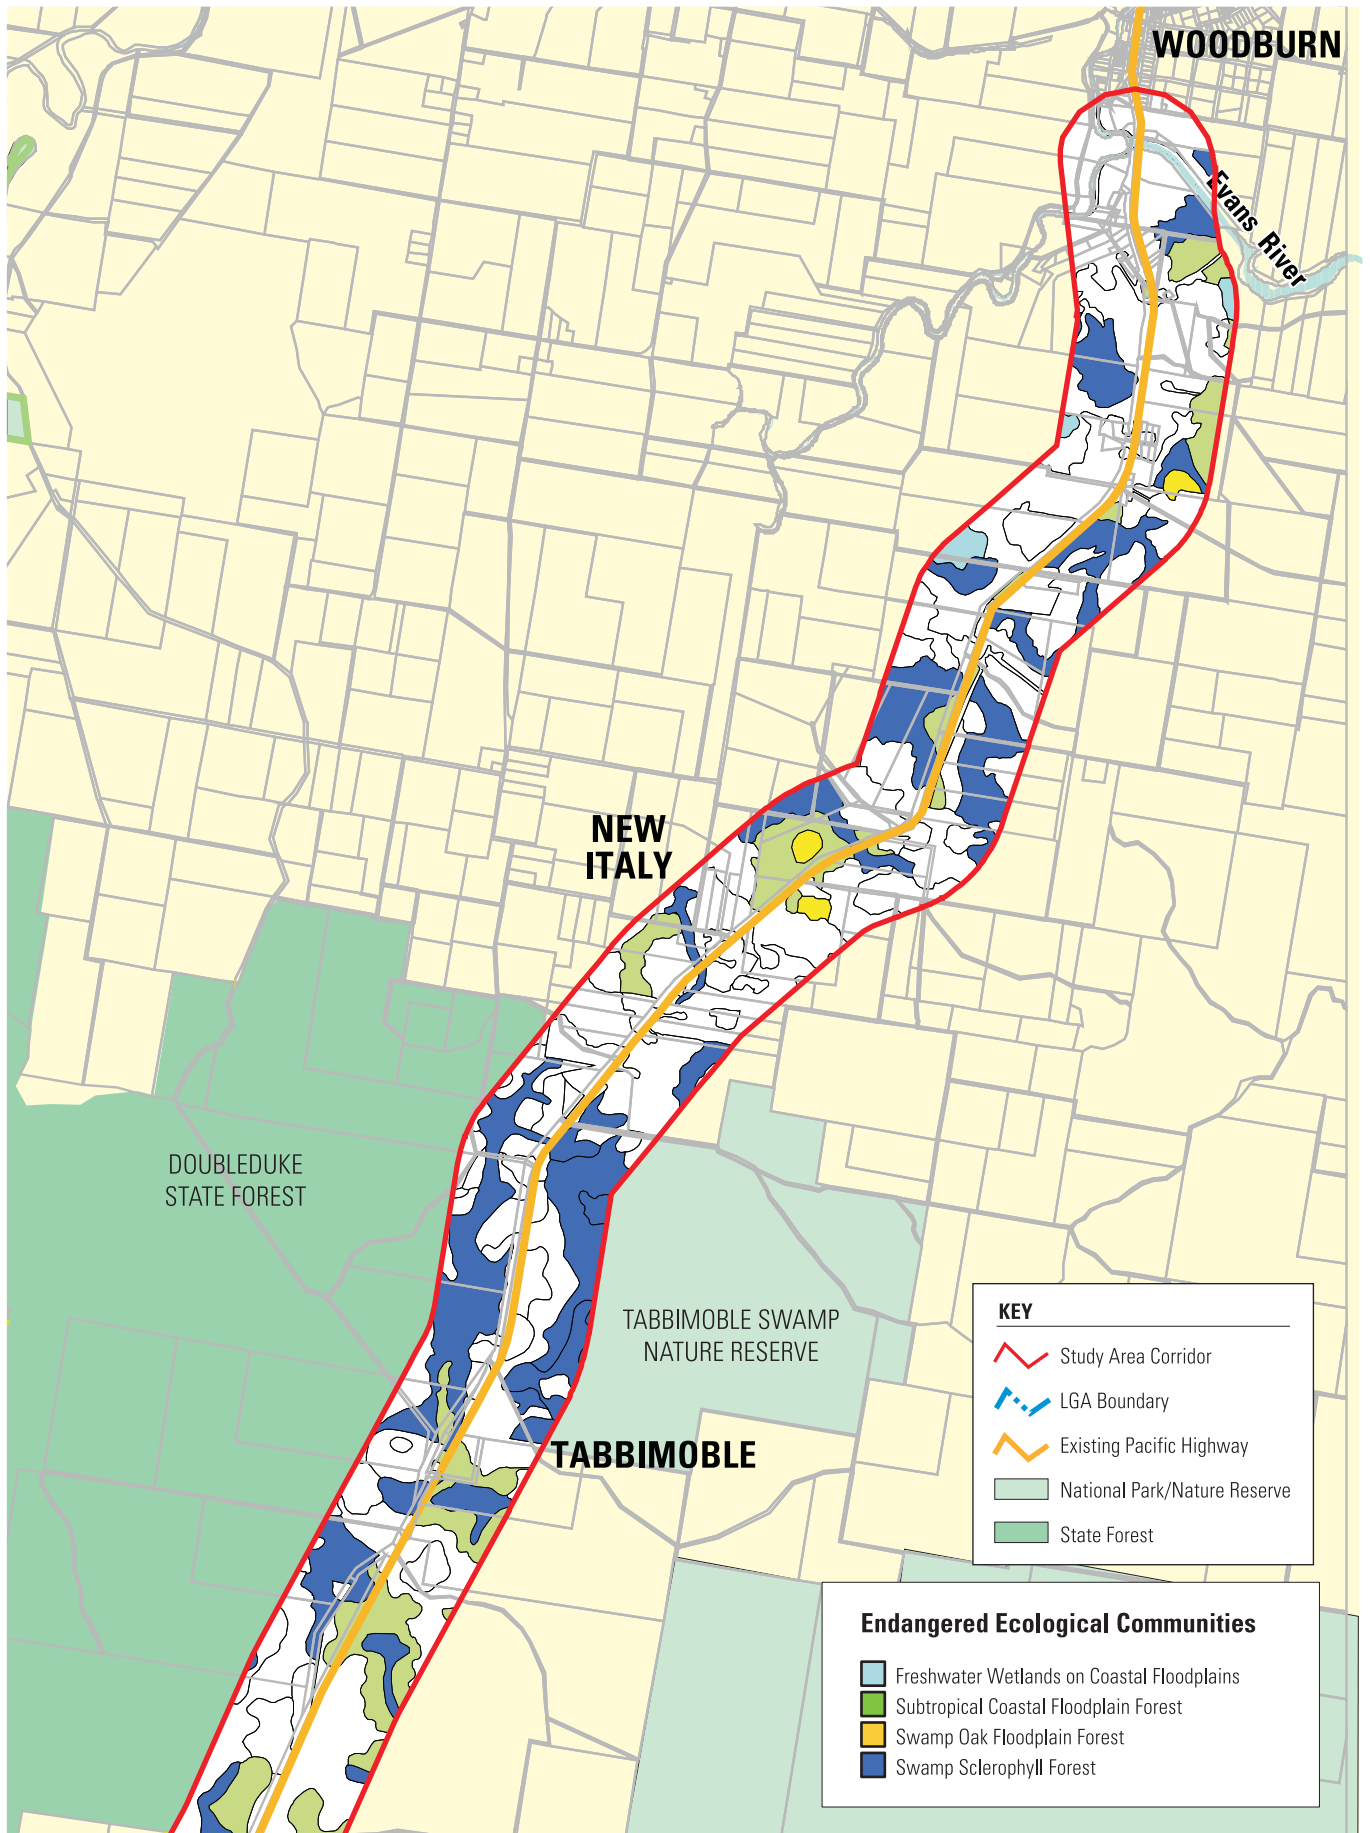 WOODBURN
Evans River
NEW
ITALY
DOUBLEDUKE
STATE FOREST
TABBIMOBLE SWAMP
NATURE RESERVE
TABBIMOBLE
KEY
Study Area Corridor
LGA Boundary
Existing Pacific Highway
National Park/Nature Reserve
State Forest
Endangered Ecological Communities
Freshwater Wetlands on Coastal Floodplains
Subtropical Coastal Floodplain Forest
Swamp Oak Floodplain Forest
Swamp Sclerophyll Forest